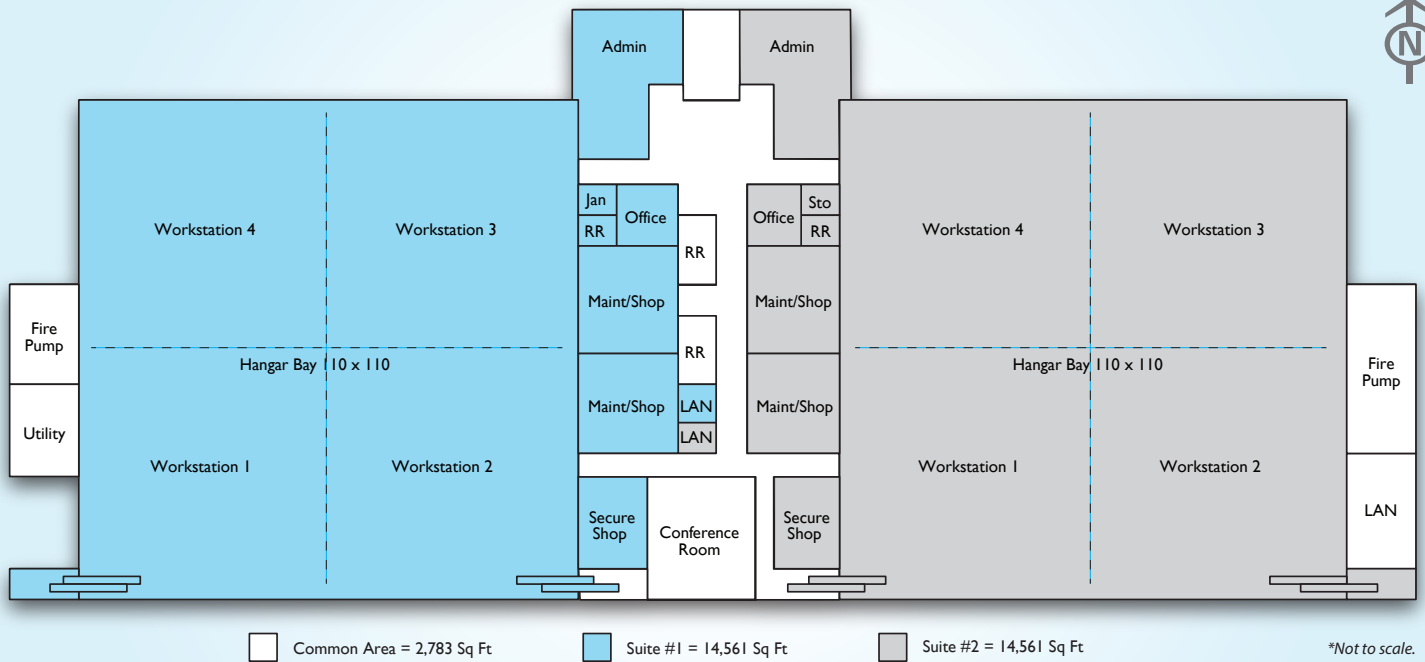 N
Admin
Admin
Jan
Office
RR
RR
Office
Sto
RR
Workstation 4
Workstation 3
Workstation 4
Workstation 3
Maint/Shop
Maint/Shop
Fire
Pump
RR
Hangar Bay 110 x 110
Hangar Bay 110 x 110
Fire
Pump
Maint/Shop
LAN
LAN
Maint/Shop
Utility
Workstation 1
Workstation 2
Workstation 1
Workstation 2
Secure
Shop
Conference
Room
Secure
Shop
LAN
Common Area = 2,783 Sq Ft
Suite #1 = 14,561 Sq Ft
Suite #2 = 14,561 Sq Ft
*Not to scale.